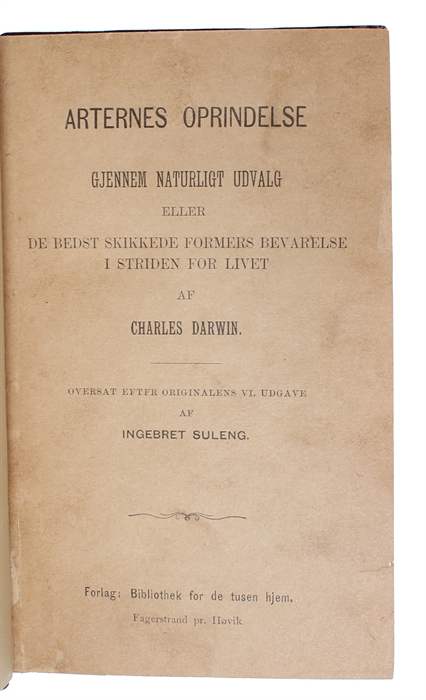 ARTERNES OPRINDELSE
GJENNEM NATURLIGT UDVALG
ELLER
DE BEDST SKIKKEDE FORMERS BEVARELSE
I STRIDEN FOR LIVET
AF
CHARLES DARWIN.
OVERSAT EFTER ORIGINALENS VI. UDGAVE
AF
INGEBRET SULENG.
Forlag: Bibliothek for de tusen hjem.
Fagerstrand pr. Høvik.